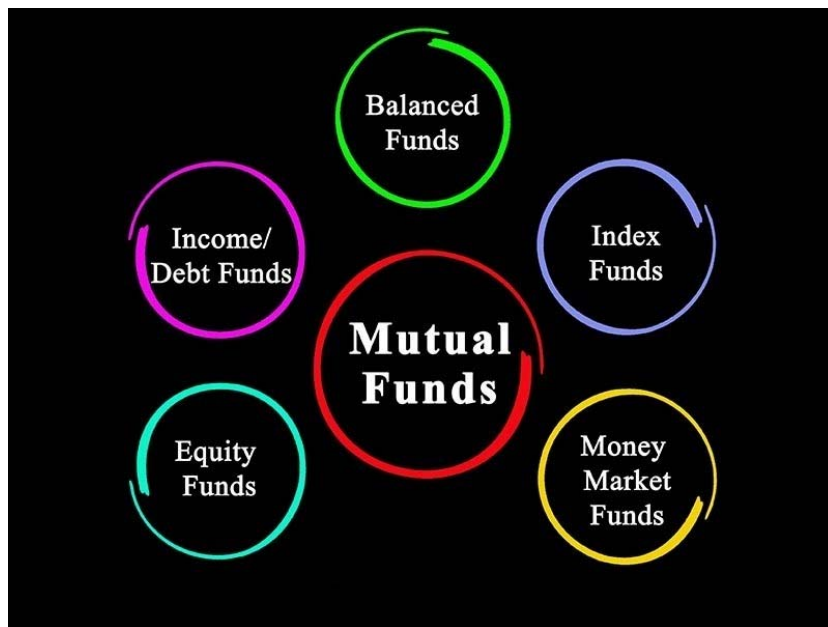 Balanced
Funds
Income/
Debt Funds
Index
Funds
Mutual
Funds
Equity
Funds
Money
Market
Funds